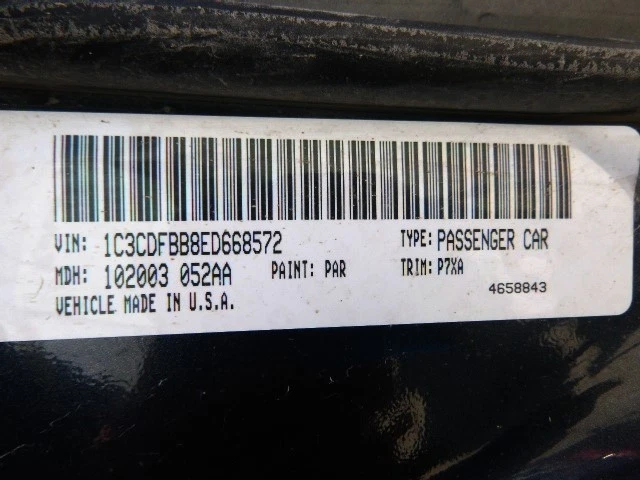 VIN: 1C3CDFBB8ED668572 TYPE: PASSENGER CAR
MDH: 102003 052AA PAINT: PAR TRIM: P7XA
VEHICLE MADE IN U.S.A. 4658843